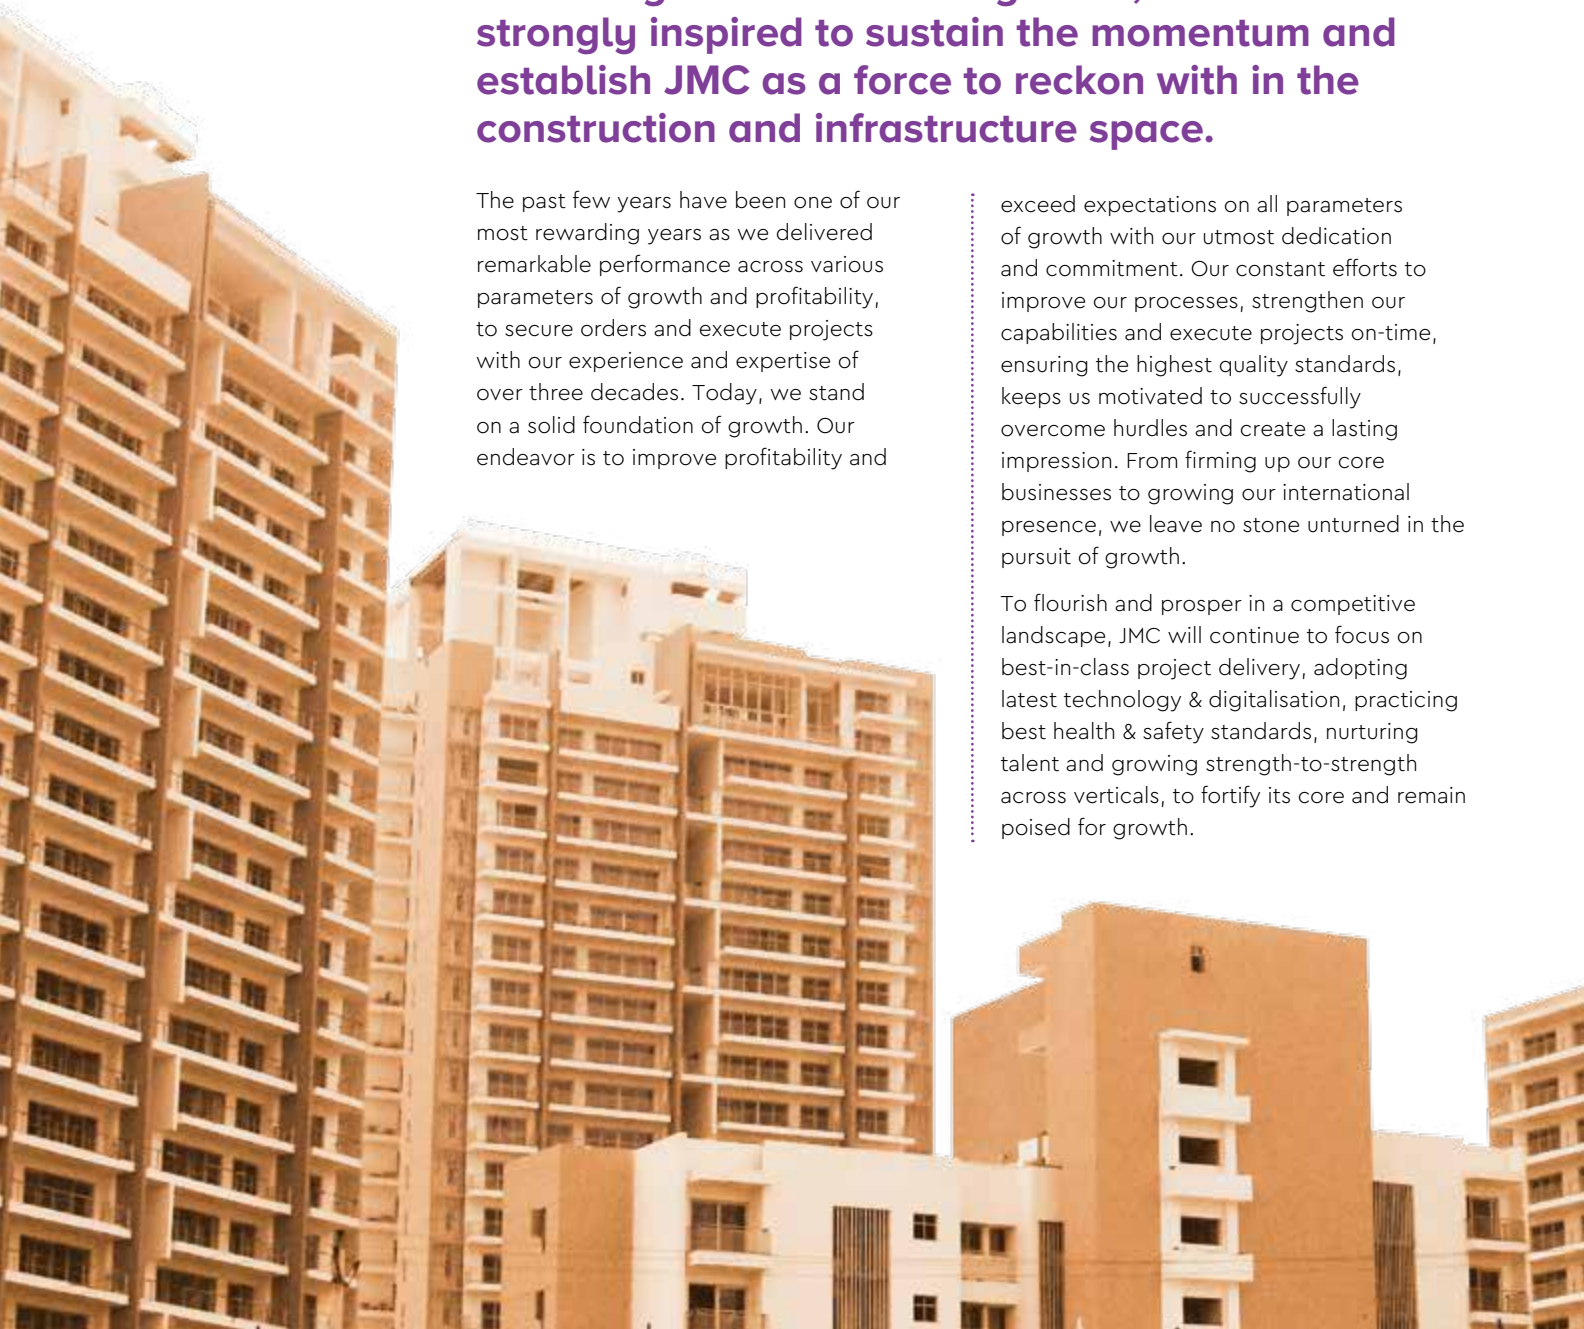 strongly inspired to sustain the momentum and
establish JMC as a force to reckon with in the
construction and infrastructure space.
The past few years have been one of our
most rewarding years as we delivered
remarkable performance across various
parameters of growth and profitability,
to secure orders and execute projects
with our experience and expertise of
over three decades. Today, we stand
on a solid foundation of growth. Our
endeavor is to improve profitability and
exceed expectations on all parameters
of growth with our utmost dedication
and commitment. Our constant efforts to
improve our processes, strengthen our
capabilities and execute projects on-time,
ensuring the highest quality standards,
keeps us motivated to successfully
overcome hurdles and create a lasting
impression. From firming up our core
businesses to growing our international
presence, we leave no stone unturned in the
pursuit of growth.
To flourish and prosper in a competitive
landscape, JMC will continue to focus on
best-in-class project delivery, adopting
latest technology & digitalisation, practicing
best health & safety standards, nurturing
talent and growing strength-to-strength
across verticals, to fortify its core and remain
poised for growth.